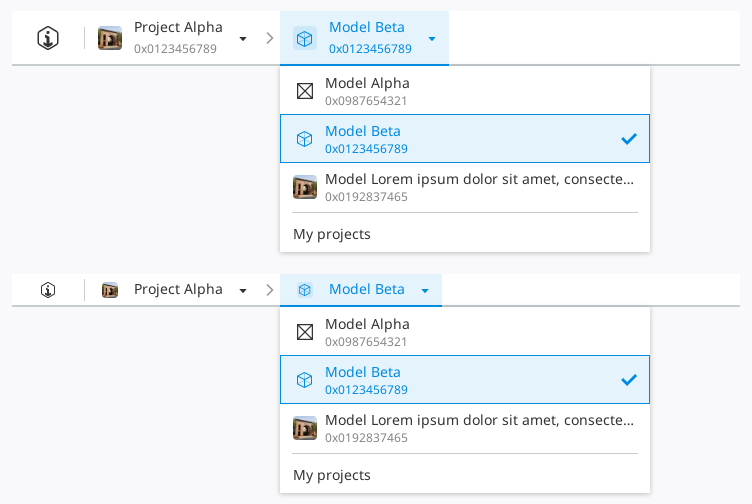 Project Alpha
0x0123456789
Model Beta
0x0123456789
Model Alpha
0x0987654321
Model Beta
0x0123456789
Model Lorem ipsum dolor sit amet, consecte...
0x0192837465
My projects
Project Alpha
Model Beta
Model Alpha
0x0987654321
Model Beta
0x0123456789
Model Lorem ipsum dolor sit amet, consecte...
0x0192837465
My projects